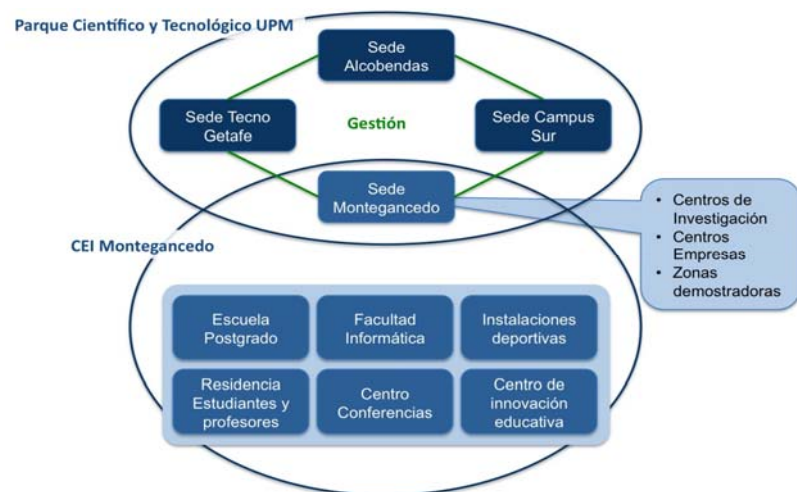 Parque Científico y Tecnológico UPM
Sede
Alcobendas
Sede Tecno
Getafe
Gestión
Sede Campus
Sur
Sede
Montegancedo
• Centros de
Investigación
• Centros
Empresas
• Zonas
demostradoras
CEI Montegancedo
Escuela
Postgrado
Facultad
Informática
Instalaciones
deportivas
Residencia
Estudiantes y
profesores
Centro
Conferencias
Centro de
innovación
educativa